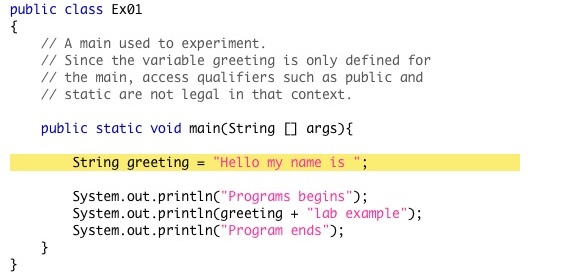 public class Ex01
{
// A main used to experiment.
// Since the variable greeting is only defined for
// the main, access qualifiers such as public and
// static are not legal in that context.
public static void main(String [] args){
String greeting = "Hello my name is ";
System.out.println("Programs begins");
System.out.println(greeting + "lab example");
System.out.println("Program ends");
}
}